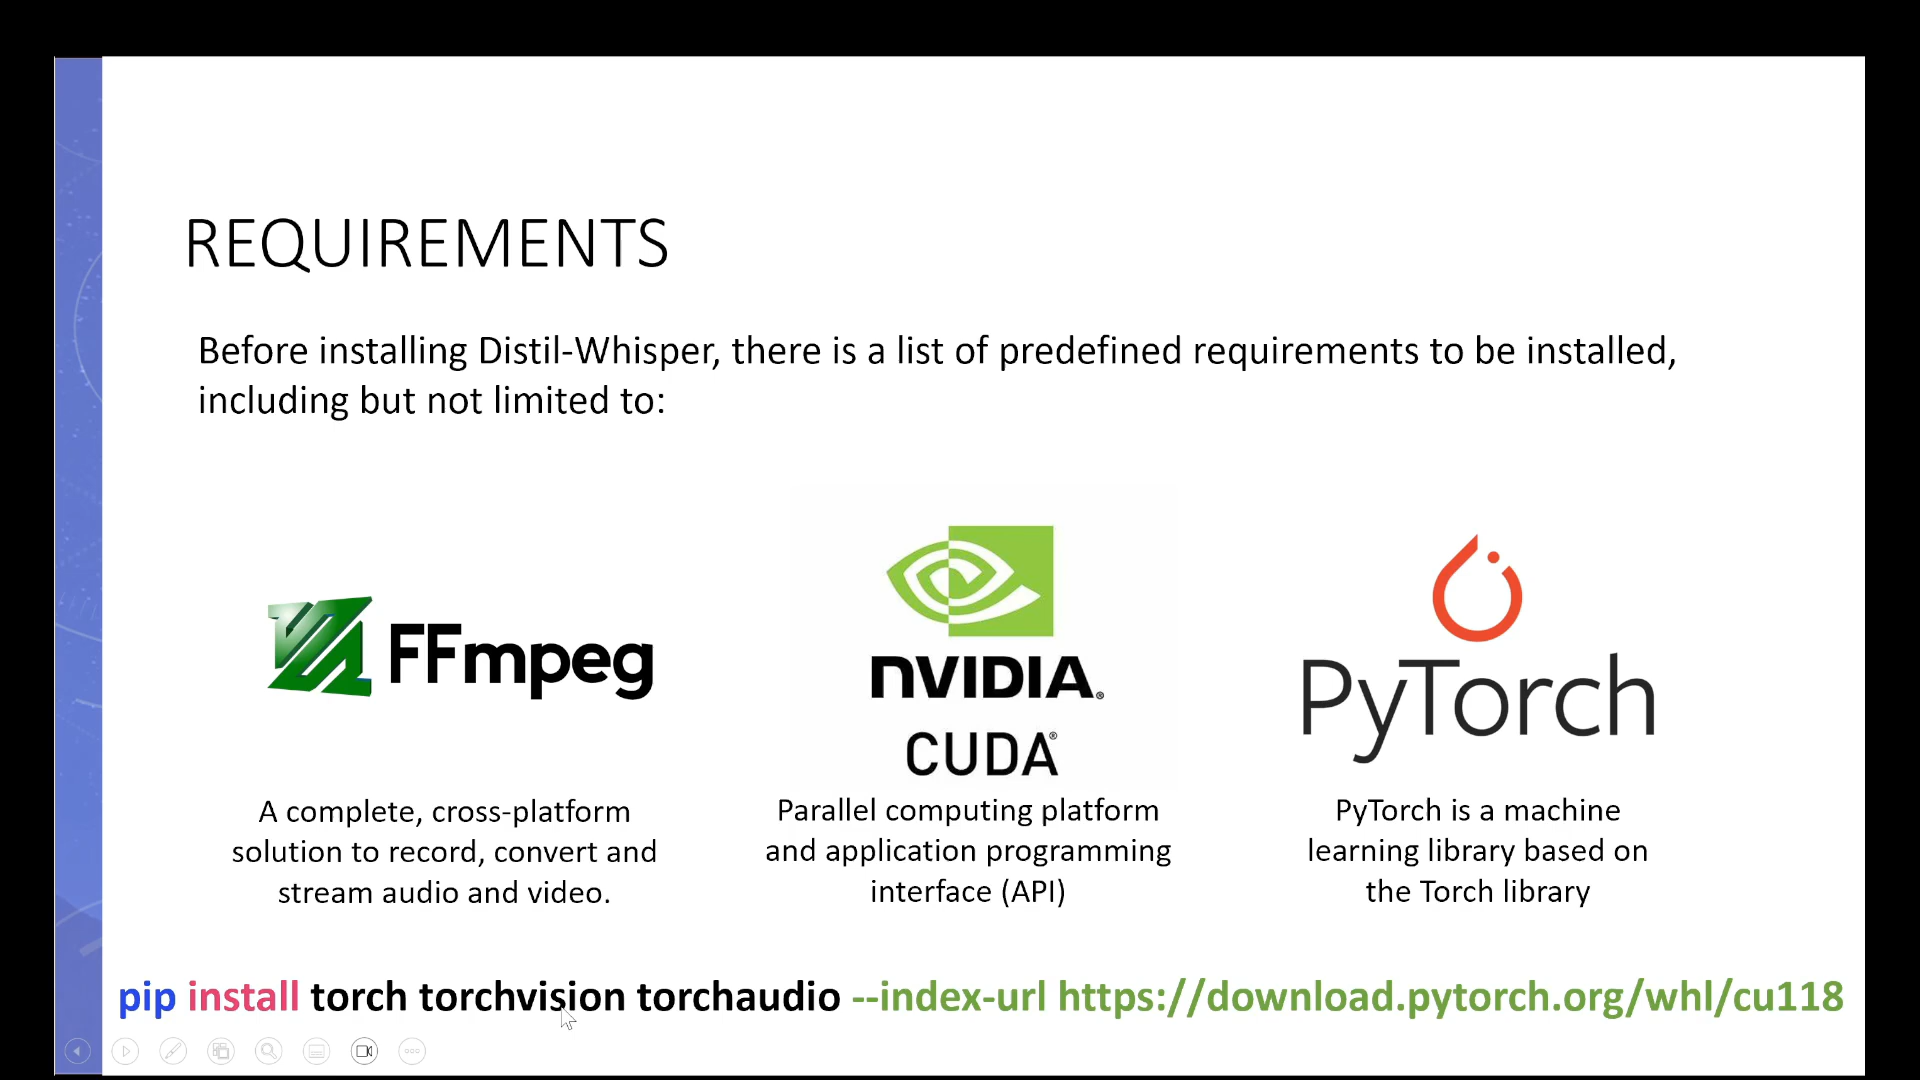 REQUIREMENTS
Before installing Distil-Whisper, there is a list of predefined requirements to be installed,
including but not limited to:
FFmpeg
NVIDIA®
CUDA®
PyTorch
A complete, cross-platform
solution to record, convert and
stream audio and video.
Parallel computing platform
and application programming
interface (API)
PyTorch is a machine
learning library based on
the Torch library
pip install torch torchvision torchaudio --index-url https://download.pytorch.org/whl/cu118